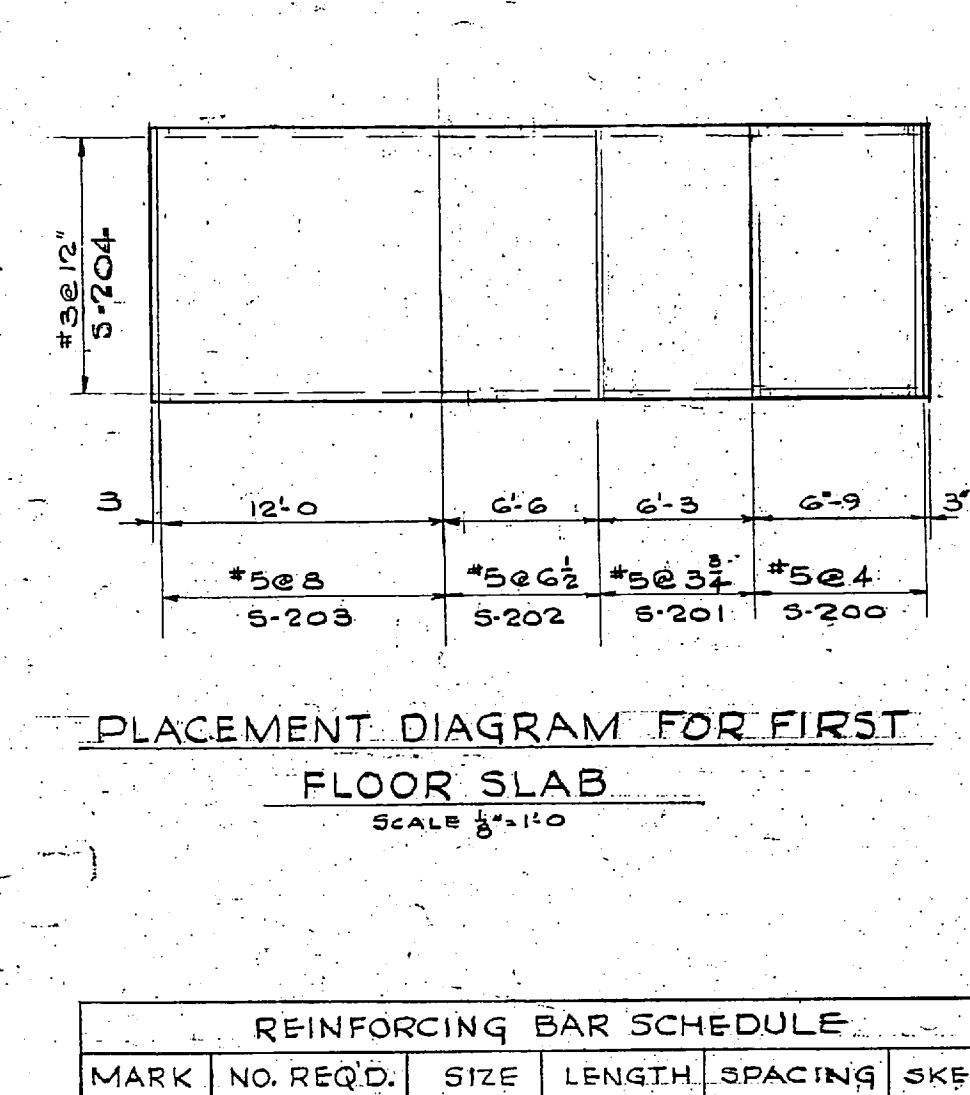 #3@12"
S-204
3 12'-0 6'-6 6'-3 6"-9 3"
#5@8 #5@6½ #5@3¾ #5@4
S-203 S-202 S-201 S-200
PLACEMENT DIAGRAM FOR FIRST
FLOOR SLAB
SCALE ⅛"=1'-0
REINFORCING BAR SCHEDULE
MARK NO. REQ'D. SIZE LENGTH SPACING SKE